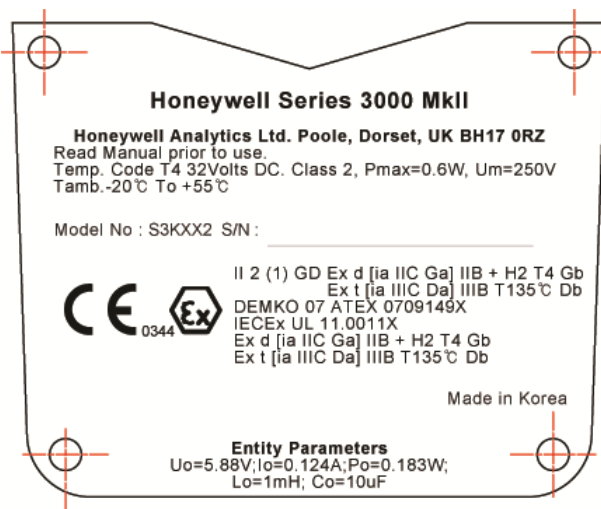 Honeywell Series 3000 MkII
Honeywell Analytics Ltd. Poole, Dorset, UK BH17 0RZ
Read Manual prior to use.
Temp. Code T4 32Volts DC. Class 2, Pmax=0.6W, Um=250V
Tamb.-20℃ To +55℃
Model No : S3KXX2 S/N :
II 2 (1) GD Ex d [ia IIC Ga] IIB + H2 T4 Gb
Ex t [ia IIIC Da] IIIB T135℃ Db
DEMKO 07 ATEX 0709149X
IECEx UL 11.0011X
Ex d [ia IIC Ga] IIB + H2 T4 Gb
Ex t [ia IIIC Da] IIIB T135℃ Db
CE 0344 Ex
Made in Korea
Entity Parameters
Uo=5.88V;Io=0.124A;Po=0.183W;
Lo=1mH; Co=10uF